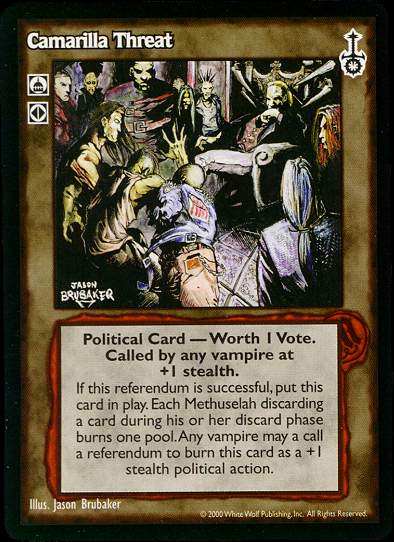 Camarilla Threat
JASON
BRUBAKER
Political Card — Worth 1 Vote.
Called by any vampire at
+1 stealth.
If this referendum is successful, put this
card in play. Each Methuselah discarding
a card during his or her discard phase
burns one pool. Any vampire may a call
a referendum to burn this card as a +1
stealth political action.
Illus. Jason Brubaker
© 2000 White Wolf Publishing, Inc. All Rights Reserved.